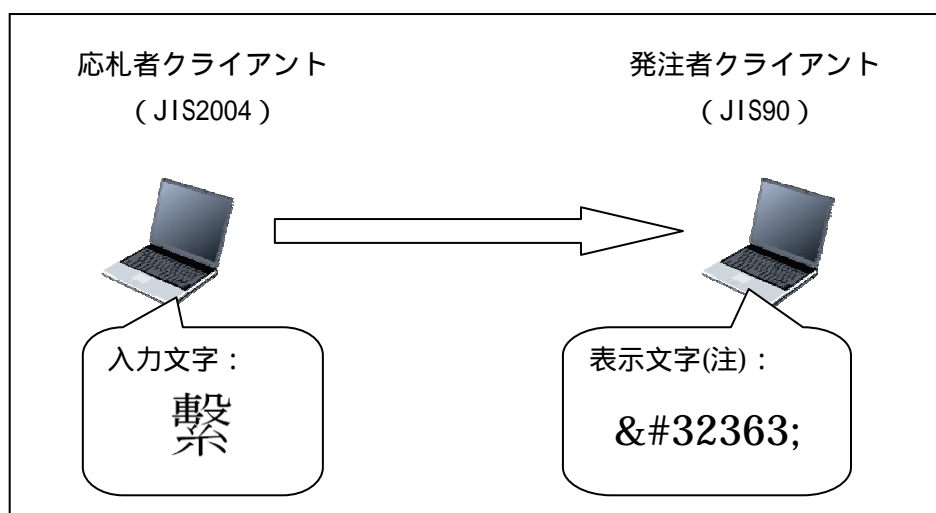 応札者クライアント
（JIS2004）
発注者クライアント
（JIS90）
入力文字：
繫
表示文字(注)：
&#32363;